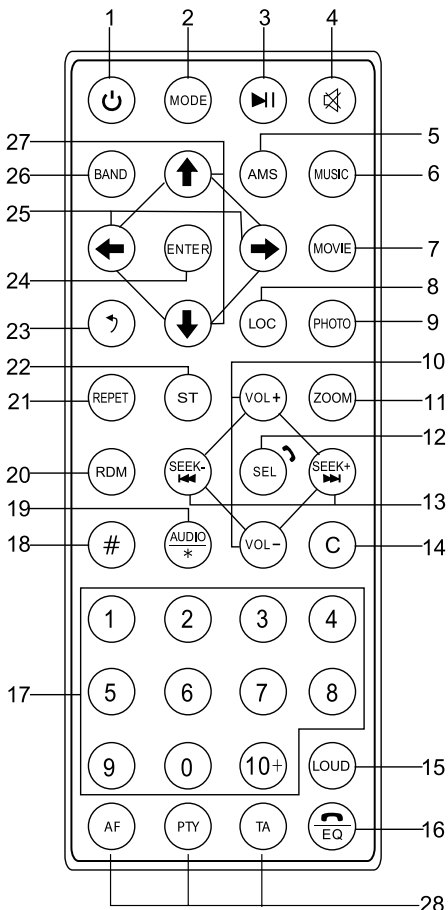 1 2 3 4
MODE
27 5
26 BAND AMS MUSIC 6
25
ENTER MOVIE 7
24 8
23 LOC PHOTO 9
22 10
21 REPET ST VOL+ ZOOM 11
12
20 RDM SEEK- SEL SEEK+
19 13
18 # AUDIO VOL- C 14
*
1 2 3 4
17 5 6 7 8
9 0 10+ LOUD 15
AF PTY TA EQ 16
28